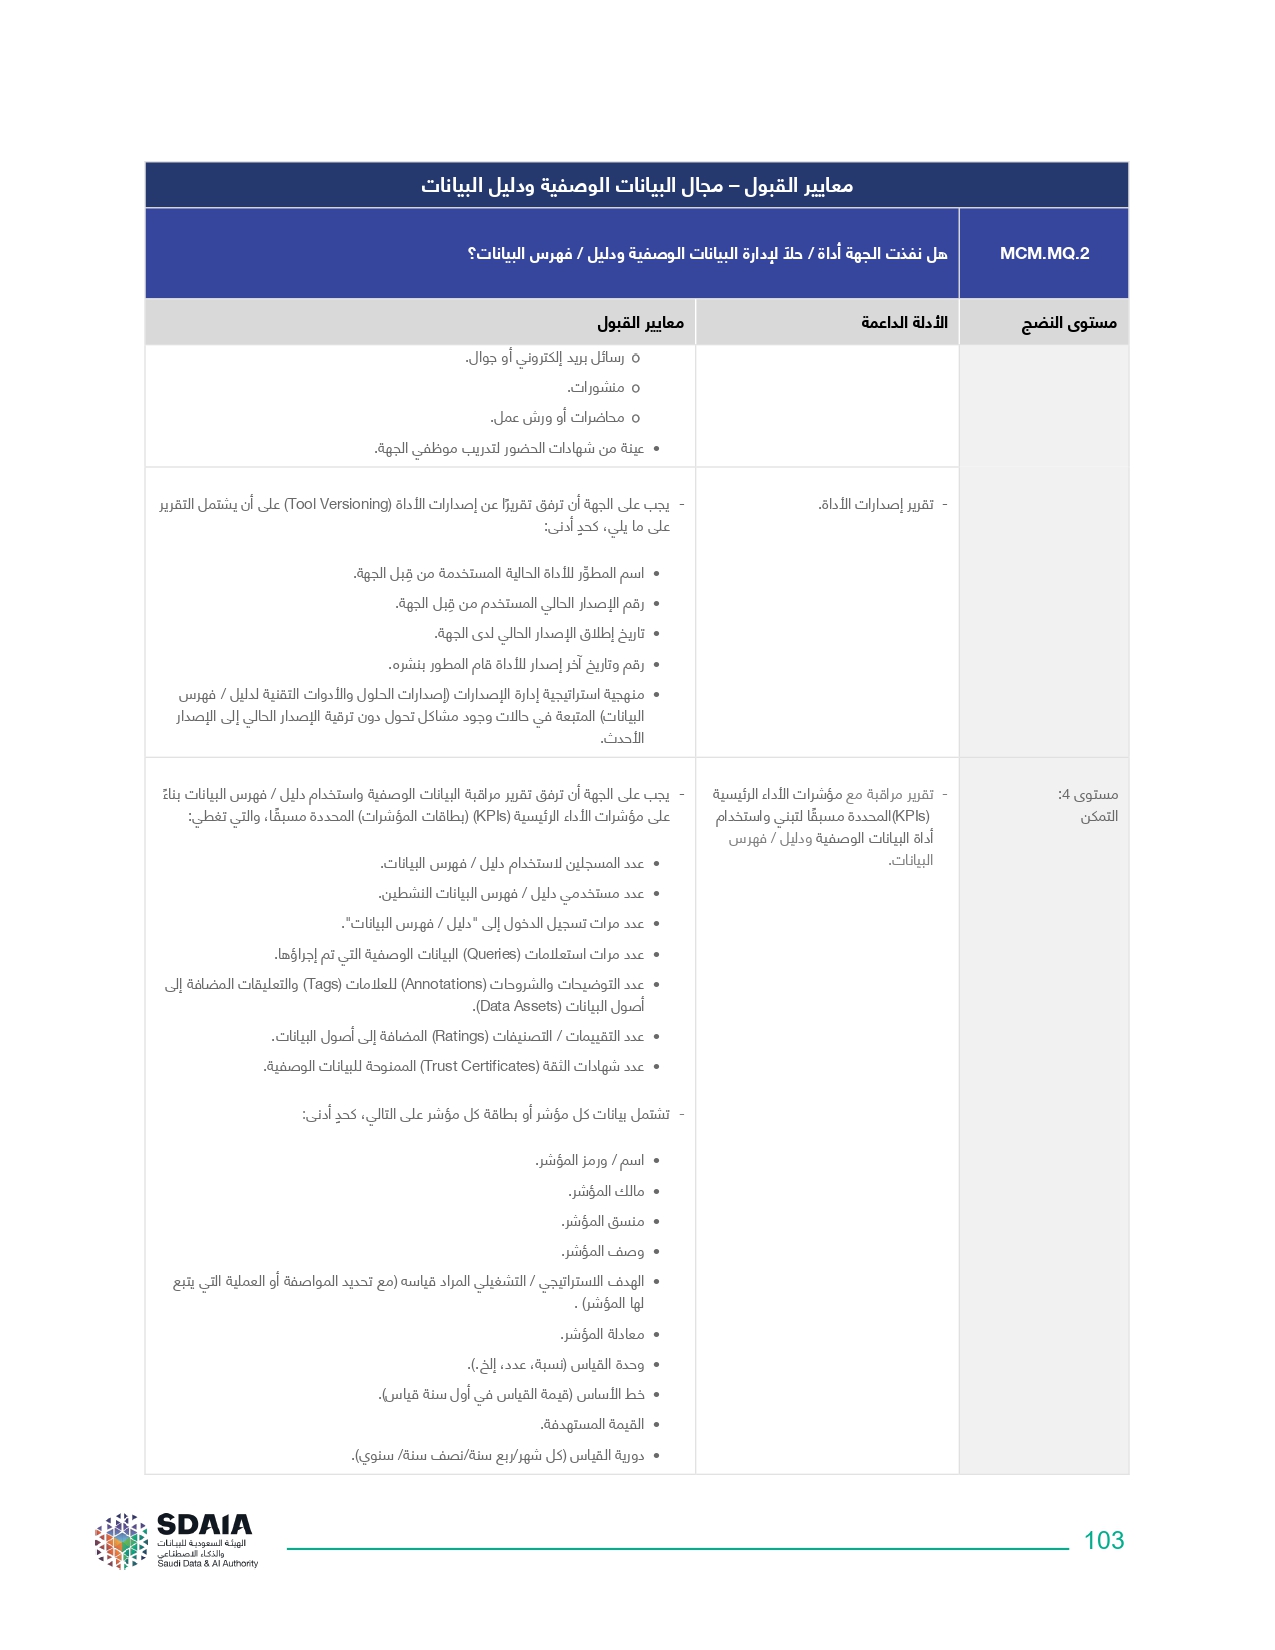 معايير القبول – مجال البيانات الوصفية ودليل البيانات
MCM.MQ.2
هل نفذت الجهة أداة / حلاً لإدارة البيانات الوصفية ودليل / فهرس البيانات؟
مستوى النضج
الأدلة الداعمة
معايير القبول
o رسائل بريد إلكتروني أو جوال.
o منشورات.
o محاضرات أو ورش عمل.
• عينة من شهادات الحضور لتدريب موظفي الجهة.
- تقرير إصدارات الأداة.
- يجب على الجهة أن ترفق تقريرًا عن إصدارات الأداة (Tool Versioning) على أن يشتمل التقرير
على ما يلي، كحدٍ أدنى:
• اسم المطوِّر للأداة الحالية المستخدمة من قِبل الجهة.
• رقم الإصدار الحالي المستخدم من قِبل الجهة.
• تاريخ إطلاق الإصدار الحالي لدى الجهة.
• رقم وتاريخ آخر إصدار للأداة قام المطور بنشره.
• منهجية استراتيجية إدارة الإصدارات (إصدارات الحلول والأدوات التقنية لدليل / فهرس
البيانات) المتبعة في حالات وجود مشاكل تحول دون ترقية الإصدار الحالي إلى الإصدار
الأحدث.
مستوى 4:
التمكن
- تقرير مراقبة مع مؤشرات الأداء الرئيسية
(KPIs)المحددة مسبقًا لتبني واستخدام
أداة البيانات الوصفية ودليل / فهرس
البيانات.
- يجب على الجهة أن ترفق تقرير مراقبة البيانات الوصفية واستخدام دليل / فهرس البيانات بناءً
على مؤشرات الأداء الرئيسية (KPIs) (بطاقات المؤشرات) المحددة مسبقًا، والتي تغطي:
• عدد المسجلين لاستخدام دليل / فهرس البيانات.
• عدد مستخدمي دليل / فهرس البيانات النشطين.
• عدد مرات تسجيل الدخول إلى "دليل / فهرس البيانات".
• عدد مرات استعلامات (Queries) البيانات الوصفية التي تم إجراؤها.
• عدد التوضيحات والشروحات (Annotations) للعلامات (Tags) والتعليقات المضافة إلى
أصول البيانات (Data Assets).
• عدد التقييمات / التصنيفات (Ratings) المضافة إلى أصول البيانات.
• عدد شهادات الثقة (Trust Certificates) الممنوحة للبيانات الوصفية.
- تشتمل بيانات كل مؤشر أو بطاقة كل مؤشر على التالي، كحدٍ أدنى:
• اسم / ورمز المؤشر.
• مالك المؤشر.
• منسق المؤشر.
• وصف المؤشر.
• الهدف الاستراتيجي / التشغيلي المراد قياسه (مع تحديد المواصفة أو العملية التي يتبع
لها المؤشر) .
• معادلة المؤشر.
• وحدة القياس (نسبة، عدد، إلخ.).
• خط الأساس (قيمة القياس في أول سنة قياس).
• القيمة المستهدفة.
• دورية القياس (كل شهر/ربع سنة/نصف سنة/ سنوي).
SDAIA
الهيئة السعودية للبيانات
والذكاء الاصطناعي
Saudi Data & AI Authority
103